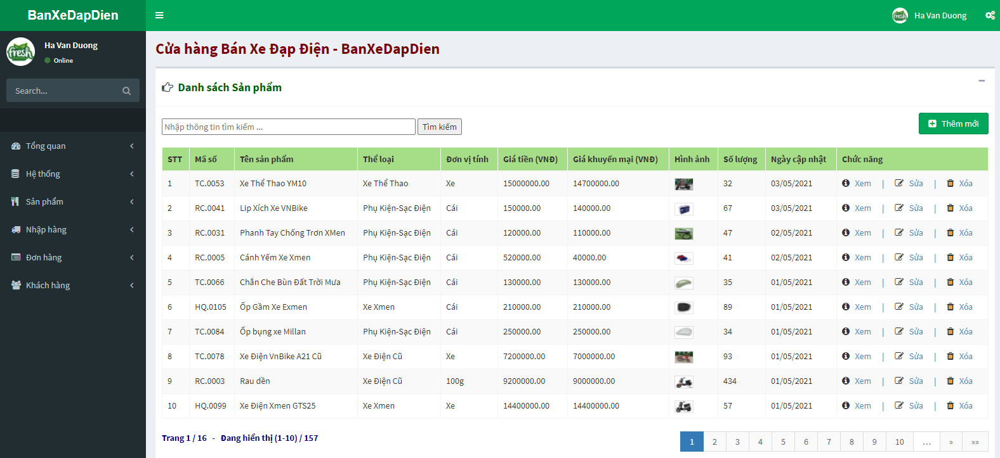 BanXeDapDien
Ha Van Duong
Ha Van Duong
Online
Search...
Tổng quan
Hệ thống
Sản phẩm
Nhập hàng
Đơn hàng
Khách hàng
Cửa hàng Bán Xe Đạp Điện - BanXeDapDien
Danh sách Sản phẩm
Nhập thông tin tìm kiếm ... Tìm kiếm Thêm mới
STT Mã số Tên sản phẩm Thể loại Đơn vị tính Giá tiền (VNĐ) Giá khuyến mại (VNĐ) Hình ảnh Số lượng Ngày cập nhật Chức năng
1 TC.0053 Xe Thể Thao YM10 Xe Thể Thao Xe 15000000.00 14700000.00 32 03/05/2021 Xem | Sửa | Xóa
2 RC.0041 Lip Xích Xe VNBike Phụ Kiện-Sạc Điện Cái 150000.00 140000.00 67 03/05/2021 Xem | Sửa | Xóa
3 RC.0031 Phanh Tay Chống Trơn XMen Phụ Kiện-Sạc Điện Cái 120000.00 110000.00 47 02/05/2021 Xem | Sửa | Xóa
4 RC.0005 Cánh Yếm Xe Xmen Phụ Kiện-Sạc Điện Cái 520000.00 40000.00 41 02/05/2021 Xem | Sửa | Xóa
5 TC.0066 Chắn Che Bùn Đất Trời Mưa Phụ Kiện-Sạc Điện Cái 130000.00 130000.00 35 01/05/2021 Xem | Sửa | Xóa
6 HQ.0105 Ốp Gầm Xe Exmen Xe Xmen Cái 210000.00 210000.00 89 01/05/2021 Xem | Sửa | Xóa
7 TC.0084 Ốp bụng xe Millan Phụ Kiện-Sạc Điện Cái 250000.00 250000.00 34 01/05/2021 Xem | Sửa | Xóa
8 TC.0078 Xe Điện VnBike A21 Cũ Xe Điện Cũ Xe 7200000.00 7000000.00 93 01/05/2021 Xem | Sửa | Xóa
9 RC.0003 Rau dền Xe Điện Cũ 100g 9200000.00 9000000.00 434 01/05/2021 Xem | Sửa | Xóa
10 HQ.0099 Xe Điện Xmen GTS25 Xe Xmen Xe 14400000.00 14400000.00 57 01/05/2021 Xem | Sửa | Xóa
Trang 1 / 16 - Đang hiển thị (1-10) / 157
1 2 3 4 5 6 7 8 9 10 ... » »»